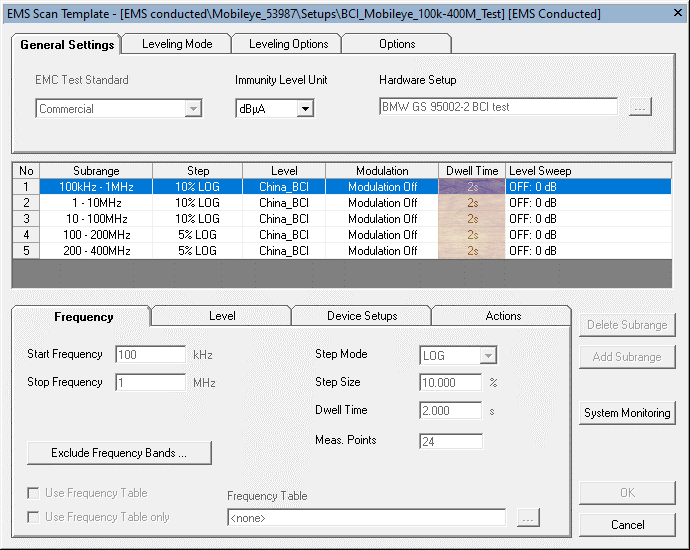 EMS Scan Template - [EMS conducted\Mobileye_53987\Setups\BCI_Mobileye_100k-400M_Test] [EMS Conducted]
General Settings Leveling Mode Leveling Options Options
EMC Test Standard Immunity Level Unit Hardware Setup
Commercial dBµA BMW GS 95002-2 BCI test ...
No Subrange Step Level Modulation Dwell Time Level Sweep
1 100kHz - 1MHz 10% LOG China_BCI Modulation Off 2s OFF: 0 dB
2 1 - 10MHz 10% LOG China_BCI Modulation Off 2s OFF: 0 dB
3 10 - 100MHz 10% LOG China_BCI Modulation Off 2s OFF: 0 dB
4 100 - 200MHz 5% LOG China_BCI Modulation Off 2s OFF: 0 dB
5 200 - 400MHz 5% LOG China_BCI Modulation Off 2s OFF: 0 dB
Frequency Level Device Setups Actions
Delete Subrange
Start Frequency 100 kHz Step Mode LOG
Add Subrange
Stop Frequency 1 MHz Step Size 10.000 %
Dwell Time 2.000 s
System Monitoring
Meas. Points 24
Exclude Frequency Bands ...
Use Frequency Table Frequency Table
OK
Use Frequency Table only <none> ...
Cancel